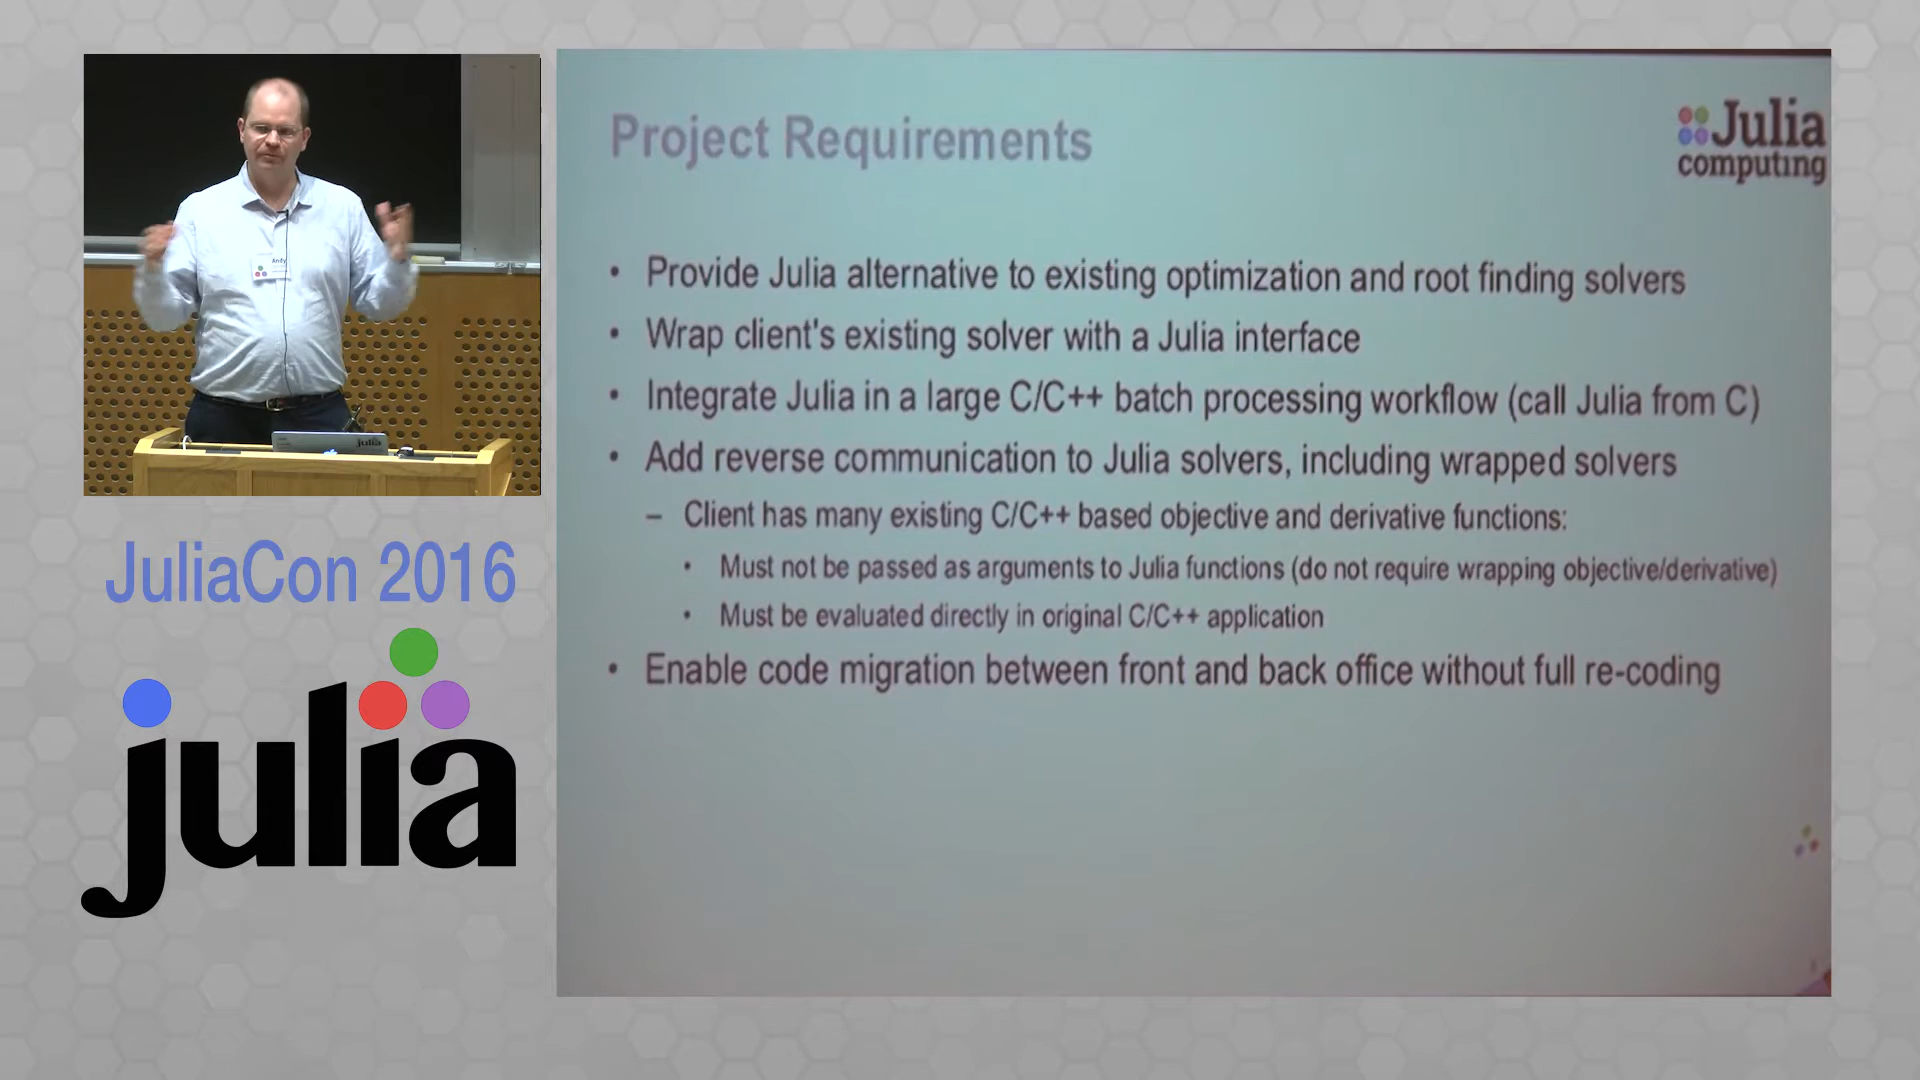 Project Requirements
Julia
computing
• Provide Julia alternative to existing optimization and root finding solvers
• Wrap client's existing solver with a Julia interface
• Integrate Julia in a large C/C++ batch processing workflow (call Julia from C)
• Add reverse communication to Julia solvers, including wrapped solvers
– Client has many existing C/C++ based objective and derivative functions:
• Must not be passed as arguments to Julia functions (do not require wrapping objective/derivative)
• Must be evaluated directly in original C/C++ application
• Enable code migration between front and back office without full re-coding
Andy
julia
JuliaCon 2016
julia